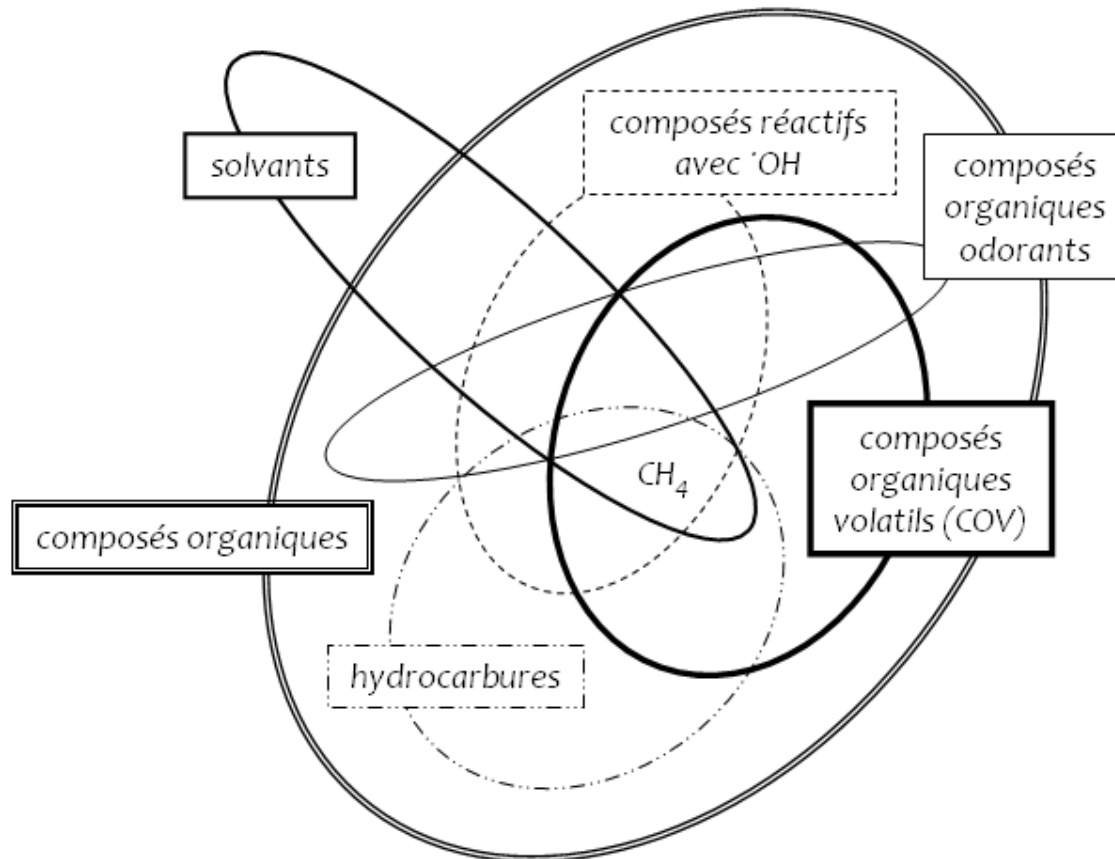 composés réactifs
avec ˙OH
solvants
composés
organiques
odorants
CH₄
composés
organiques
volatils (COV)
composés organiques
hydrocarbures